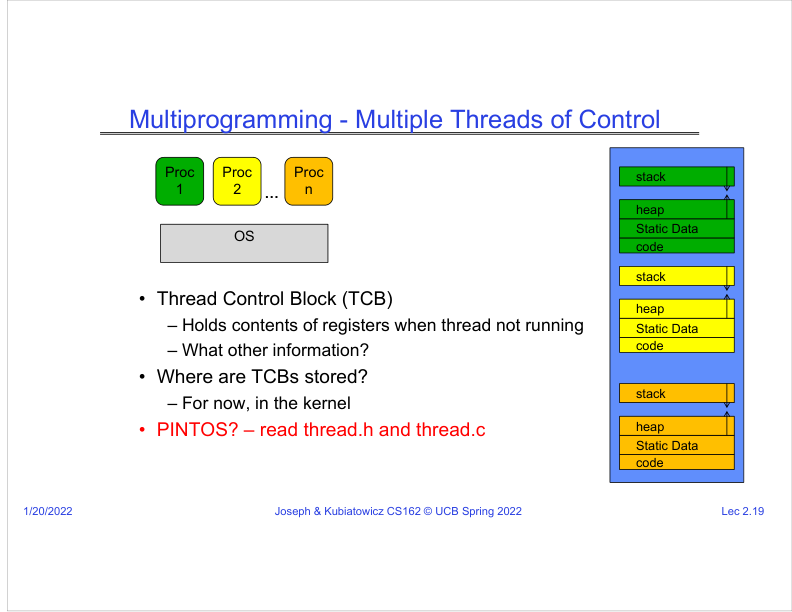 Multiprogramming - Multiple Threads of Control
Proc
1
Proc
2
...
Proc
n
OS
• Thread Control Block (TCB)
– Holds contents of registers when thread not running
– What other information?
• Where are TCBs stored?
– For now, in the kernel
• PINTOS? – read thread.h and thread.c
stack
heap
Static Data
code
stack
heap
Static Data
code
stack
heap
Static Data
code
1/20/2022
Joseph & Kubiatowicz CS162 © UCB Spring 2022
Lec 2.19